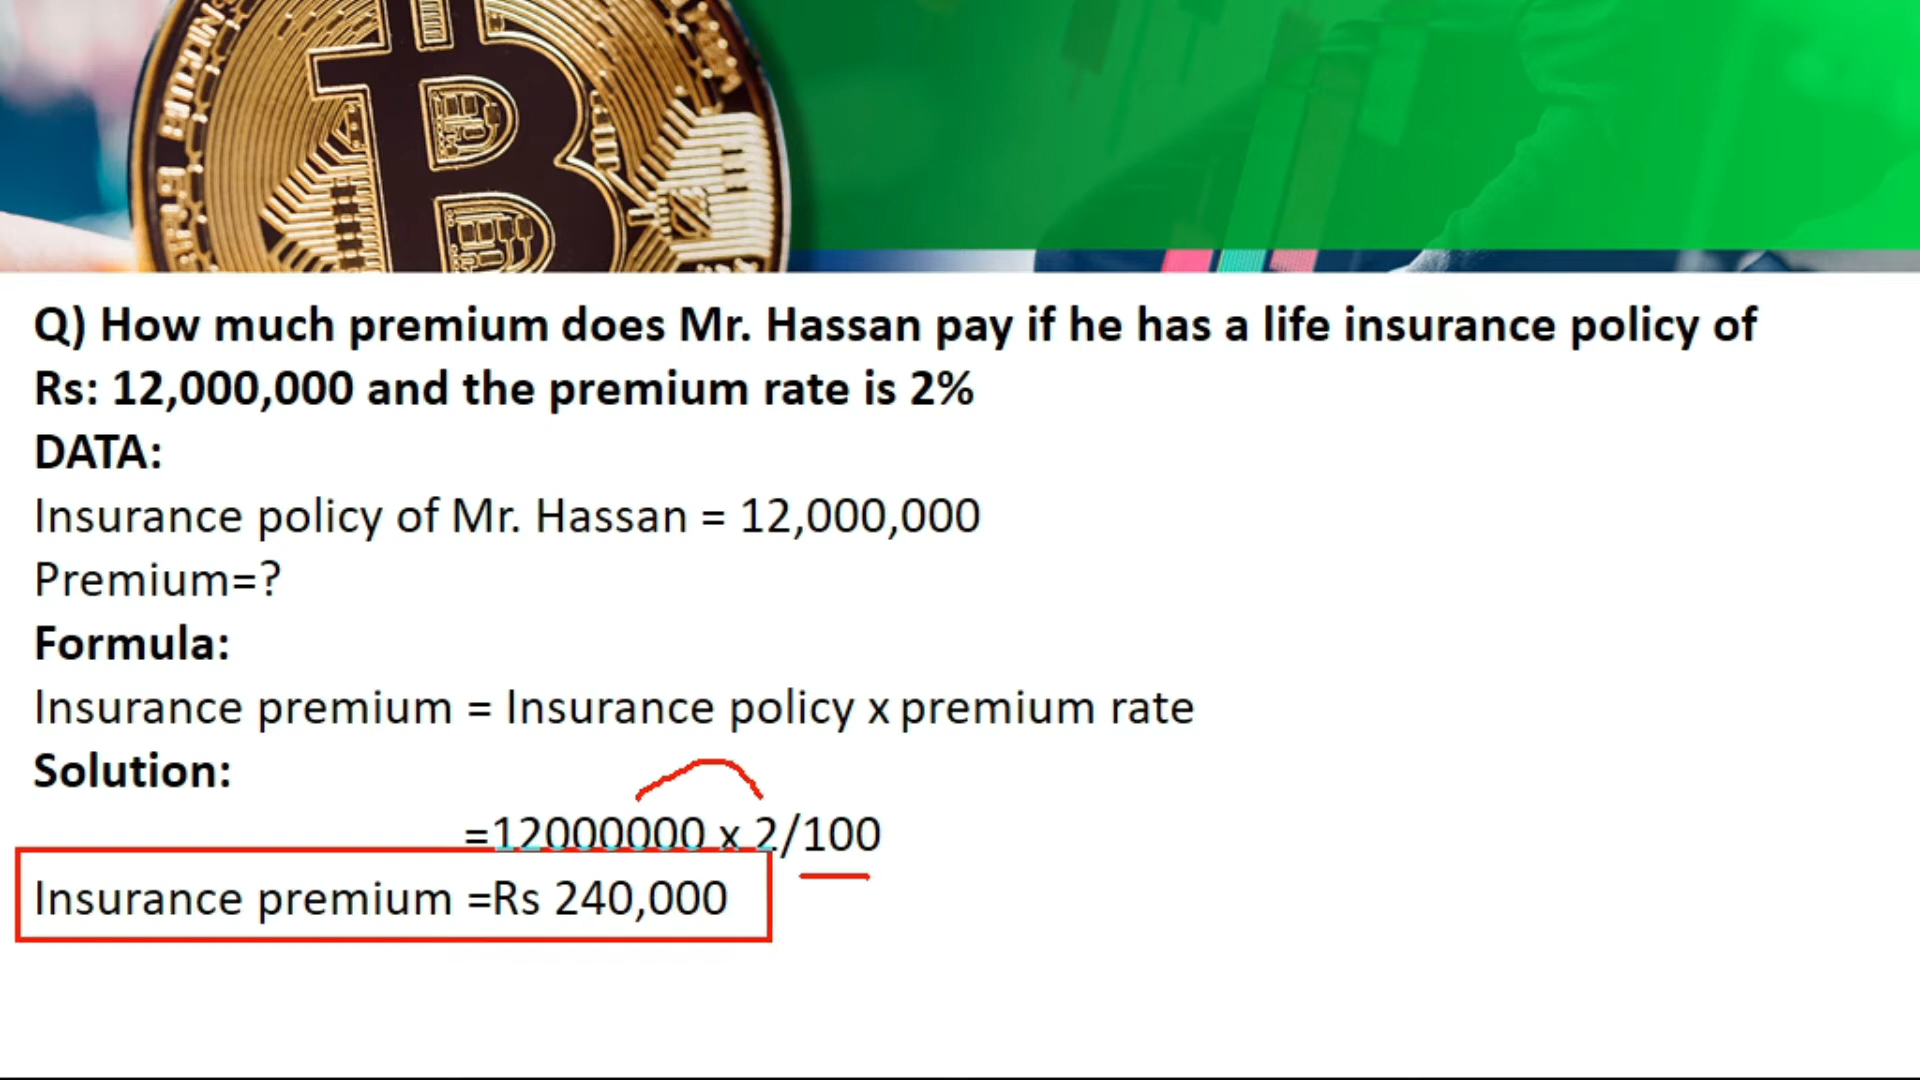 Q) How much premium does Mr. Hassan pay if he has a life insurance policy of
Rs: 12,000,000 and the premium rate is 2%
DATA:
Insurance policy of Mr. Hassan = 12,000,000
Premium=?
Formula:
Insurance premium = Insurance policy x premium rate
Solution:
=12000000 x 2/100
Insurance premium =Rs 240,000